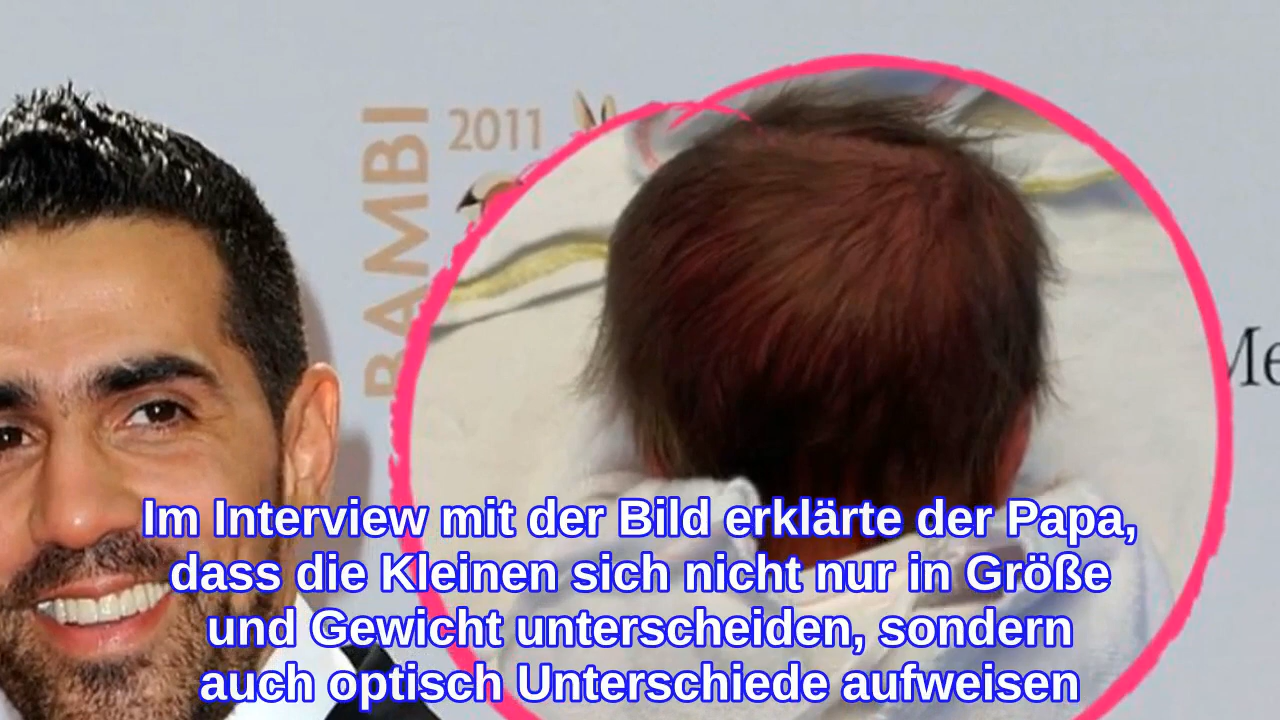 BAMBI
2011
Me
Im Interview mit der Bild erklärte der Papa,
dass die Kleinen sich nicht nur in Größe
und Gewicht unterscheiden, sondern
auch optisch Unterschiede aufweisen